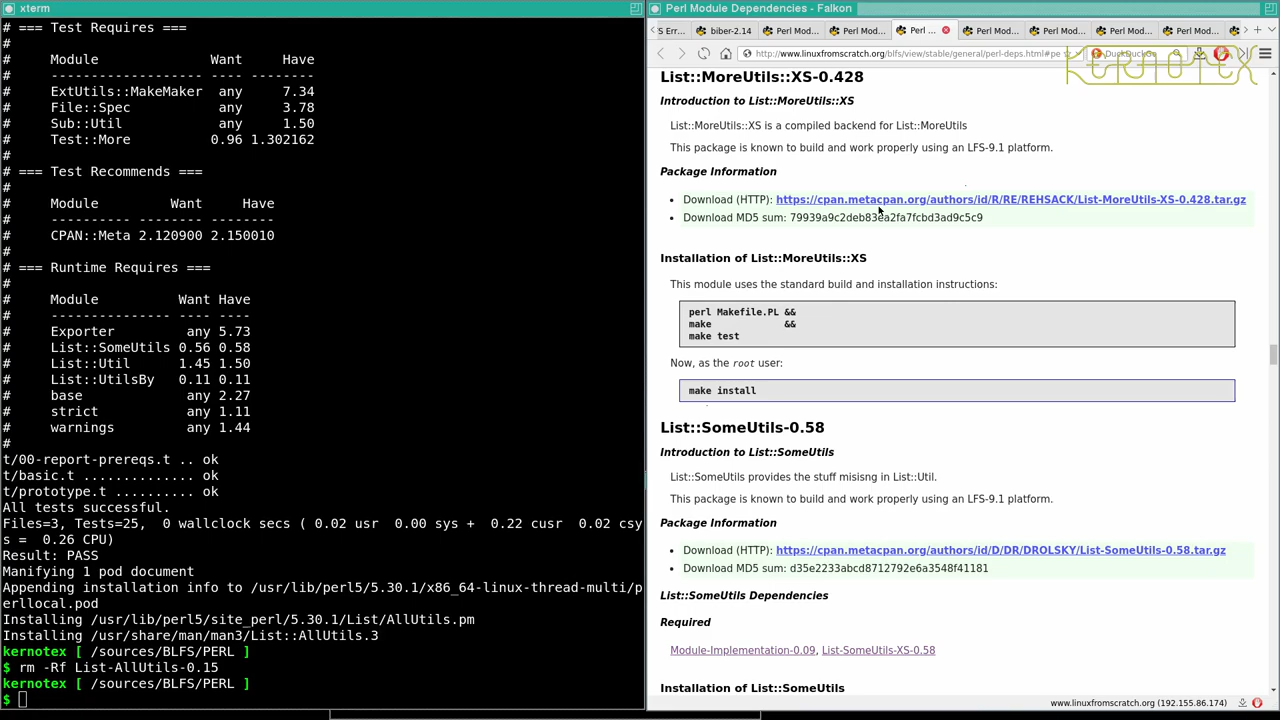 xterm
# === Test Requires ===
#
#     Module              Want     Have
#     ------------------- ---- --------
#     ExtUtils::MakeMaker  any     7.34
#     File::Spec           any     3.78
#     Sub::Util            any     1.50
#     Test::More          0.96 1.302162
#
# === Test Recommends ===
#
#     Module         Want     Have
#     ---------- -------- --------
#     CPAN::Meta 2.120900 2.150010
#
# === Runtime Requires ===
#
#     Module          Want Have
#     --------------- ---- ----
#     Exporter         any 5.73
#     List::SomeUtils 0.56 0.58
#     List::Util      1.45 1.50
#     List::UtilsBy   0.11 0.11
#     base             any 2.27
#     strict           any 1.11
#     warnings         any 1.44
#
t/00-report-prereqs.t .. ok
t/basic.t .............. ok
t/prototype.t .......... ok
All tests successful.
Files=3, Tests=25,  0 wallclock secs ( 0.02 usr  0.00 sys +  0.22 cusr  0.02 csy
s =  0.26 CPU)
Result: PASS
Manifying 1 pod document
Appending installation info to /usr/lib/perl5/5.30.1/x86_64-linux-thread-multi/p
erllocal.pod
Installing /usr/lib/perl5/site_perl/5.30.1/List/AllUtils.pm
Installing /usr/share/man/man3/List::AllUtils.3
kernotex [ /sources/BLFS/PERL ]
$ rm -Rf List-AllUtils-0.15
kernotex [ /sources/BLFS/PERL ]
$
Perl Module Dependencies - Falkon
S Erro... biber-2.14 Perl Mod... Perl Mod... Perl ... Perl Mod... Perl Mod... Perl Mod... Perl Mod...
http://www.linuxfromscratch.org/blfs/view/stable/general/perl-deps.html#pe DuckDuckGo
KERNOTEX
List::MoreUtils::XS-0.428
Introduction to List::MoreUtils::XS
List::MoreUtils::XS is a compiled backend for List::MoreUtils
This package is known to build and work properly using an LFS-9.1 platform.
Package Information
• Download (HTTP): https://cpan.metacpan.org/authors/id/R/RE/REHSACK/List-MoreUtils-XS-0.428.tar.gz
• Download MD5 sum: 79939a9c2deb83ea2fa7fcbd3ad9c5c9
Installation of List::MoreUtils::XS
This module uses the standard build and installation instructions:
perl Makefile.PL &&
make             &&
make test
Now, as the root user:
make install
List::SomeUtils-0.58
Introduction to List::SomeUtils
List::SomeUtils provides the stuff misisng in List::Util.
This package is known to build and work properly using an LFS-9.1 platform.
Package Information
• Download (HTTP): https://cpan.metacpan.org/authors/id/D/DR/DROLSKY/List-SomeUtils-0.58.tar.gz
• Download MD5 sum: d35e2233abcd8712792e6a3548f41181
List::SomeUtils Dependencies
Required
Module-Implementation-0.09, List-SomeUtils-XS-0.58
Installation of List::SomeUtils
www.linuxfromscratch.org (192.155.86.174)